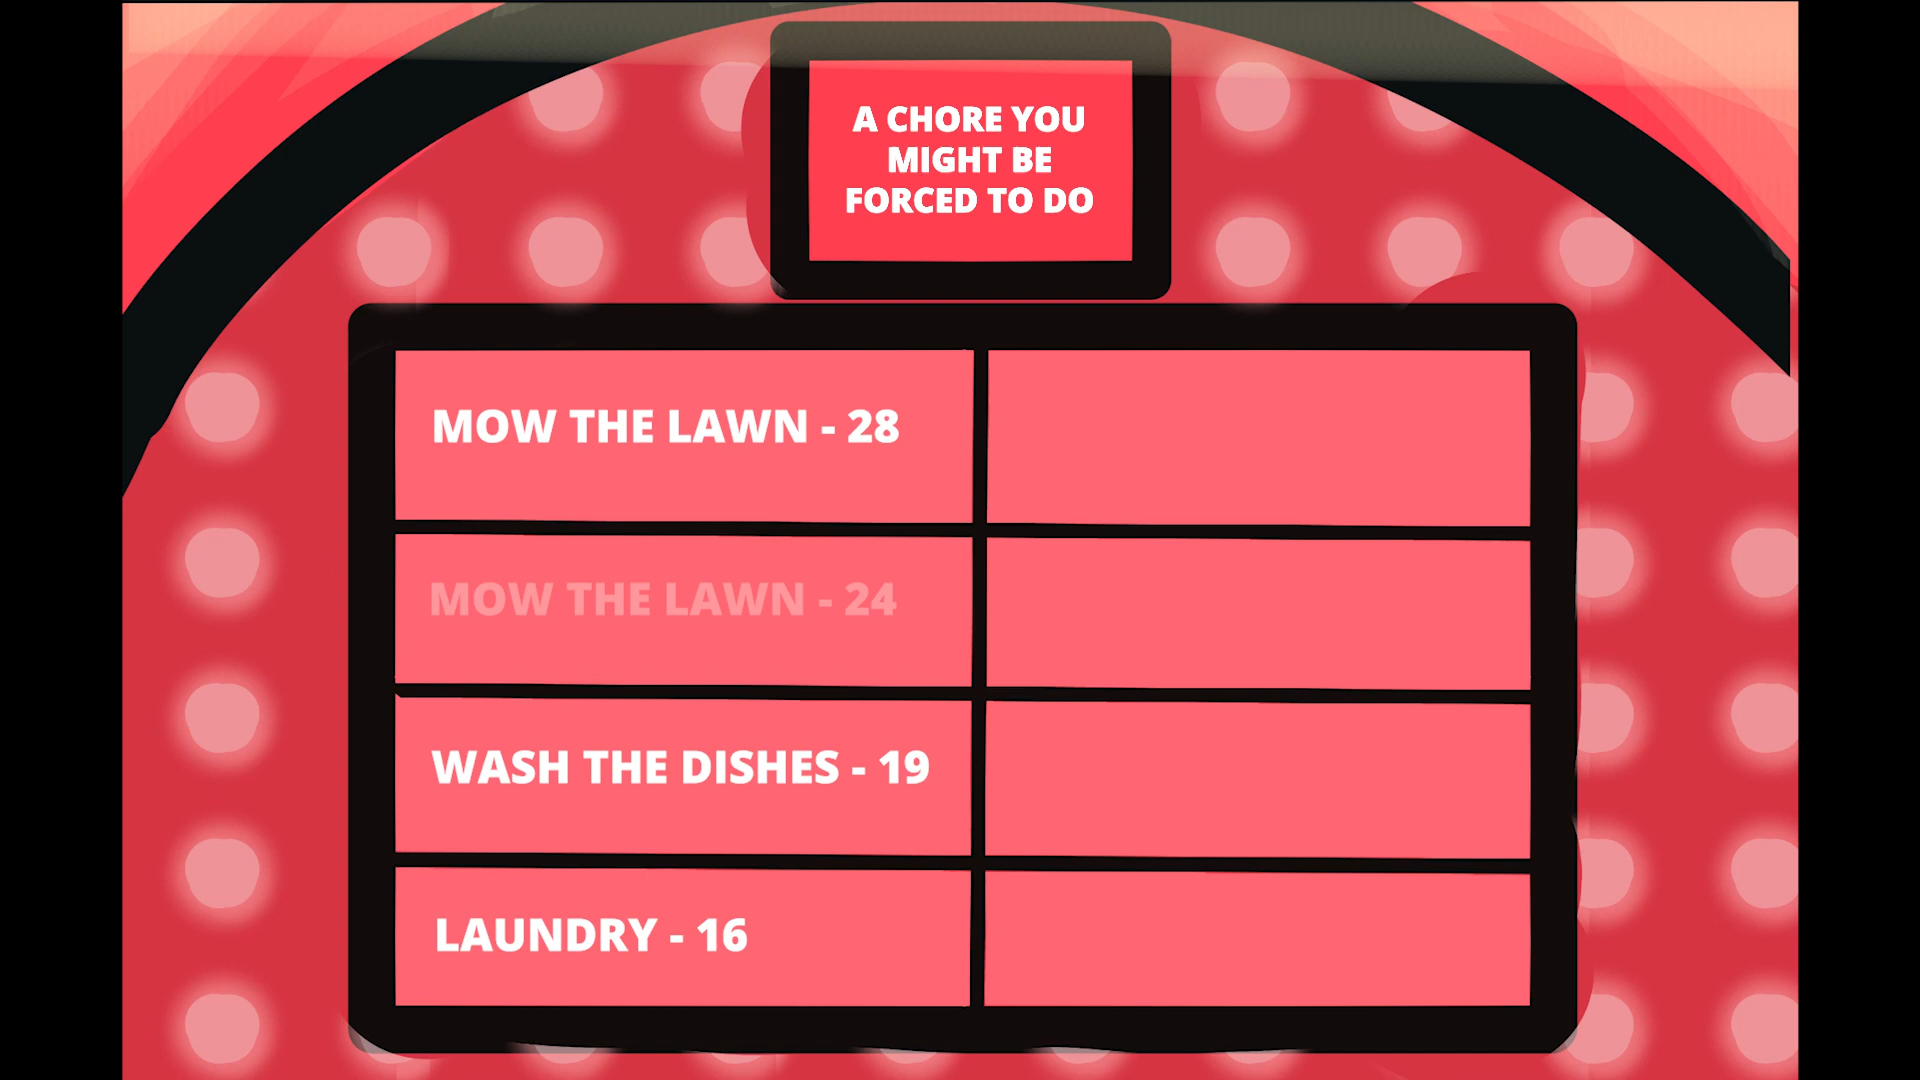 A CHORE YOU
MIGHT BE
FORCED TO DO
MOW THE LAWN - 28
MOW THE LAWN - 24
WASH THE DISHES - 19
LAUNDRY - 16